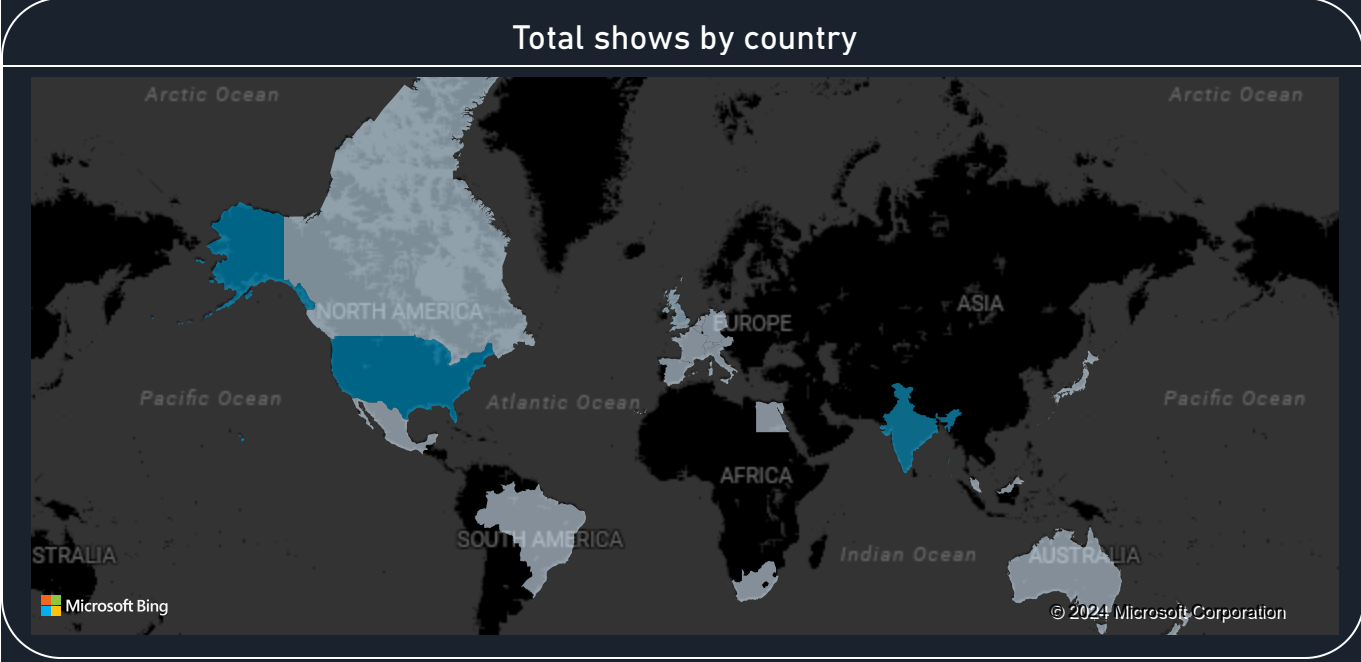 Total shows by country
Arctic Ocean
Arctic Ocean
NORTH AMERICA
EUROPE
ASIA
Pacific Ocean
Atlantic Ocean
Pacific Ocean
AFRICA
SOUTH AMERICA
Indian Ocean
STRALIA
AUSTRALIA
Microsoft Bing
© 2024 Microsoft Corporation